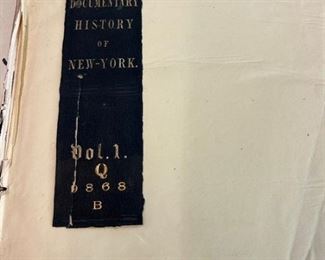 DOCUMENTARY
HISTORY
OF
NEW-YORK.
Vol. 1.
Q
9868
B